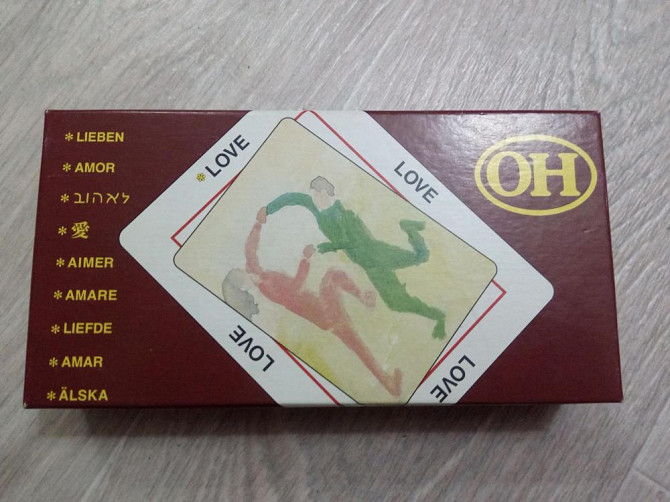 * LIEBEN
* AMOR
* לאהוב
* 愛
* AIMER
* AMARE
* LIEFDE
* AMAR
* ÄLSKA
* LOVE
LOVE
LOVE
LOVE
OH